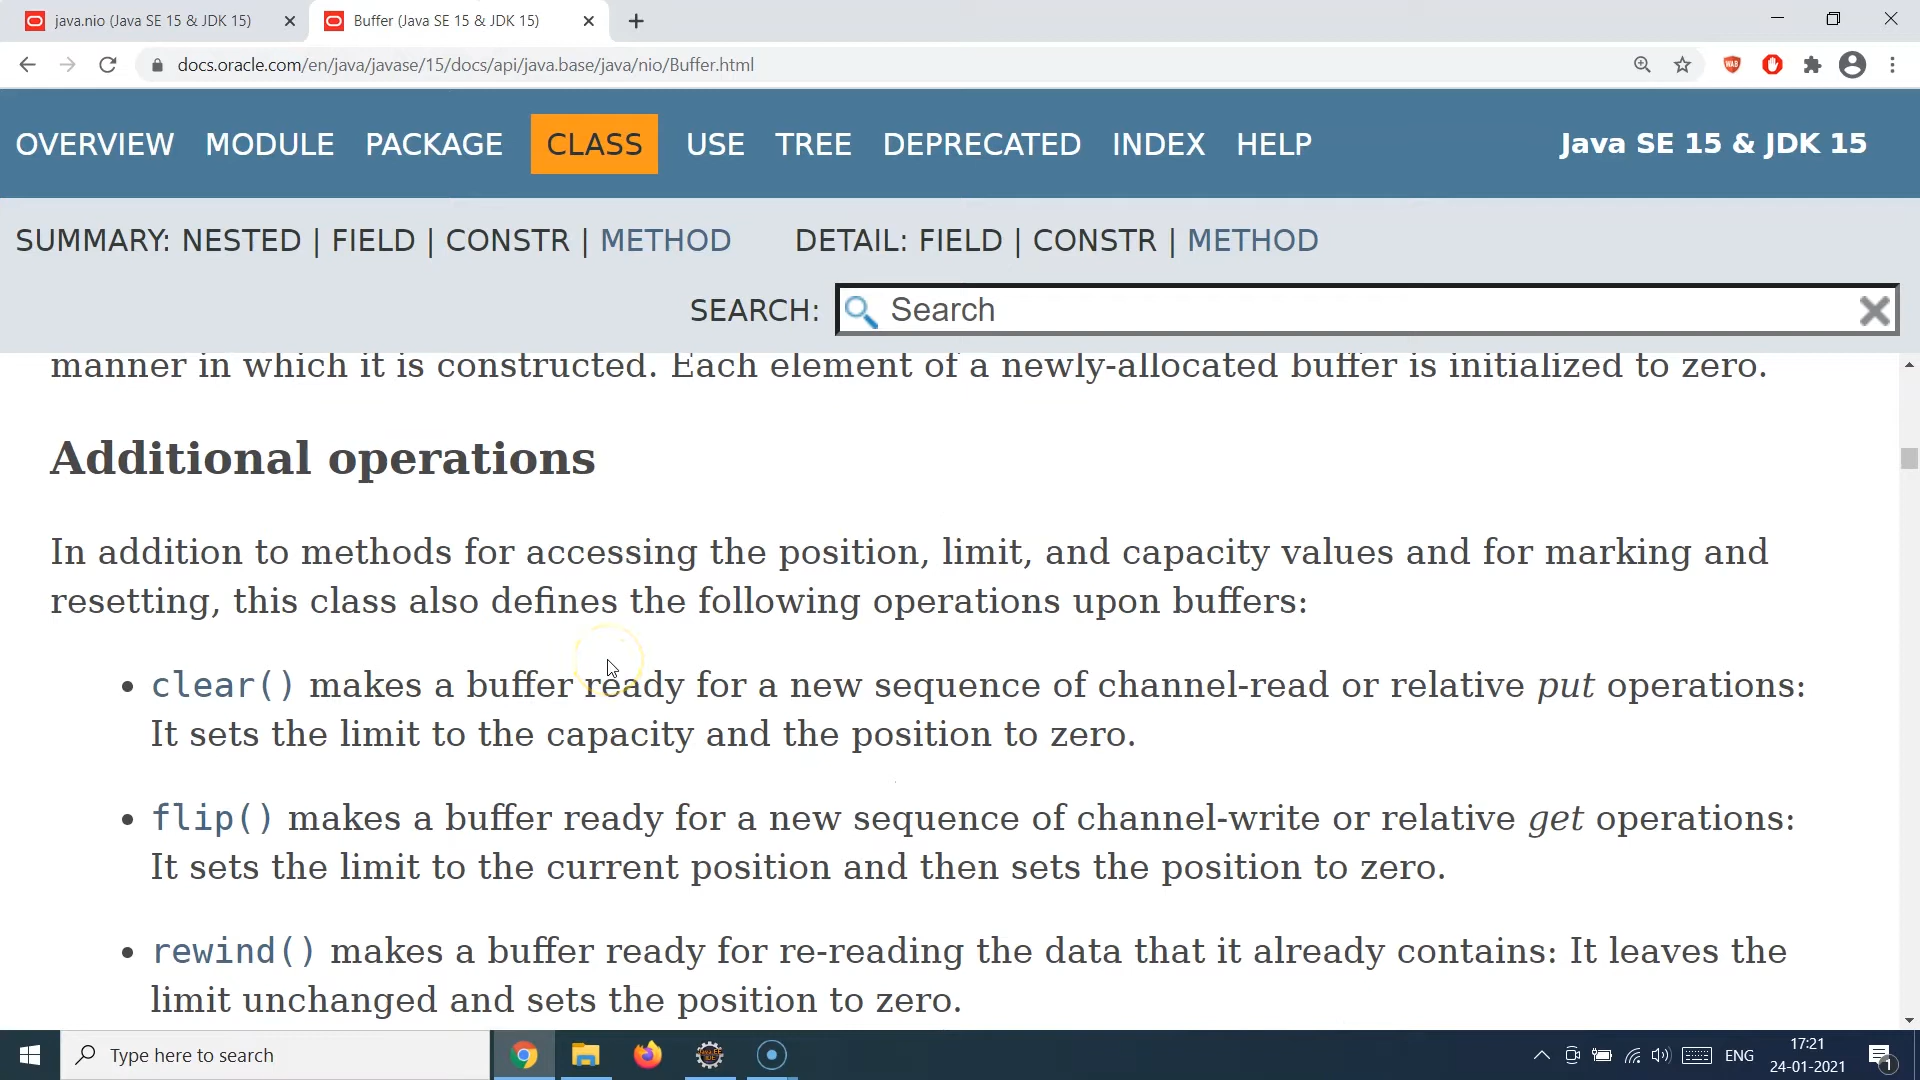 java.nio (Java SE 15 & JDK 15)
Buffer (Java SE 15 & JDK 15)
docs.oracle.com/en/java/javase/15/docs/api/java.base/java/nio/Buffer.html
OVERVIEW MODULE PACKAGE CLASS USE TREE DEPRECATED INDEX HELP
Java SE 15 & JDK 15
SUMMARY: NESTED | FIELD | CONSTR | METHOD
DETAIL: FIELD | CONSTR | METHOD
SEARCH: Search
manner in which it is constructed. Each element of a newly-allocated buffer is initialized to zero.
Additional operations
In addition to methods for accessing the position, limit, and capacity values and for marking and
resetting, this class also defines the following operations upon buffers:
• clear() makes a buffer ready for a new sequence of channel-read or relative put operations:
It sets the limit to the capacity and the position to zero.
• flip() makes a buffer ready for a new sequence of channel-write or relative get operations:
It sets the limit to the current position and then sets the position to zero.
• rewind() makes a buffer ready for re-reading the data that it already contains: It leaves the
limit unchanged and sets the position to zero.
Type here to search
ENG
17:21
24-01-2021
1